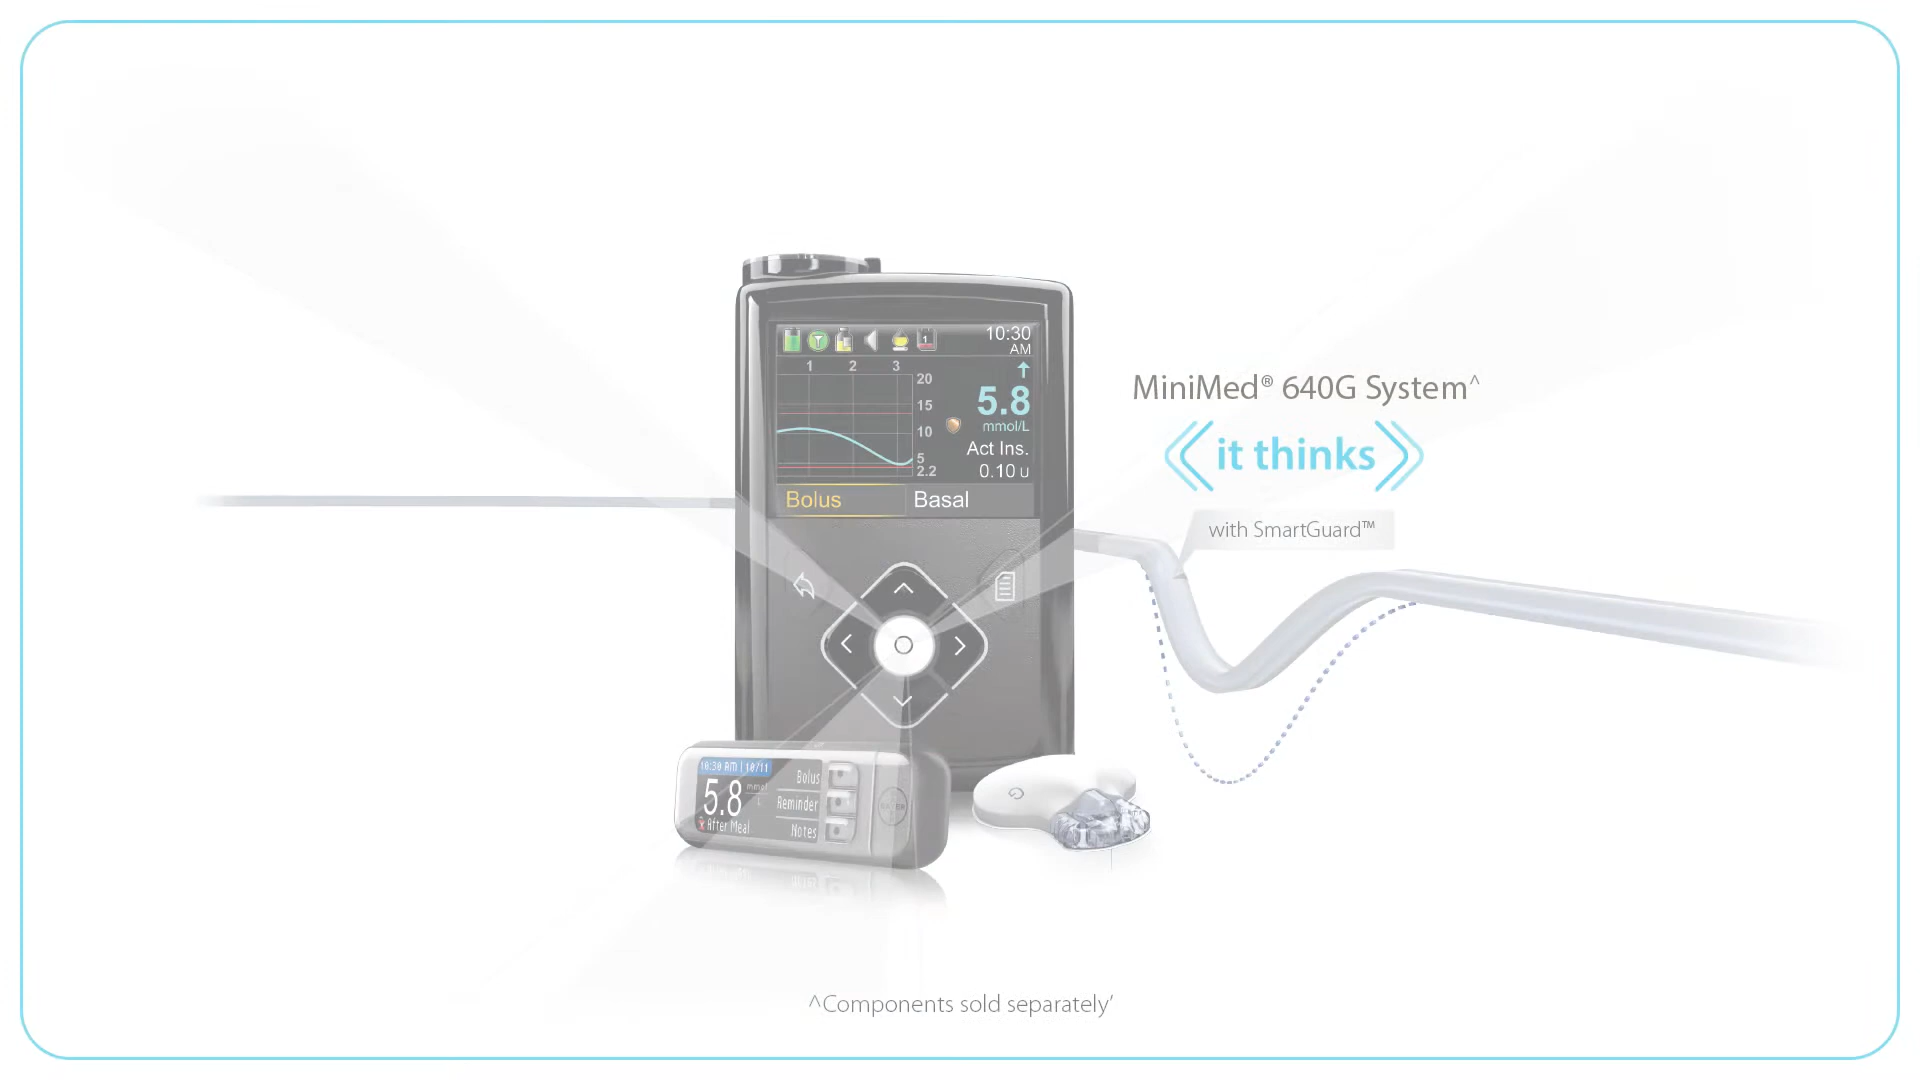 10:30
AM
1 2 3
20
15
10
5
2.2
5.8
mmol/L
Act Ins.
0.10 u
Bolus Basal
MiniMed® 640G System^
it thinks
with SmartGuard™
10:30 AM | 10/11
5.8 mmol
L
After Meal
Bolus
Reminder
Notes
BAYER
^Components sold separately’